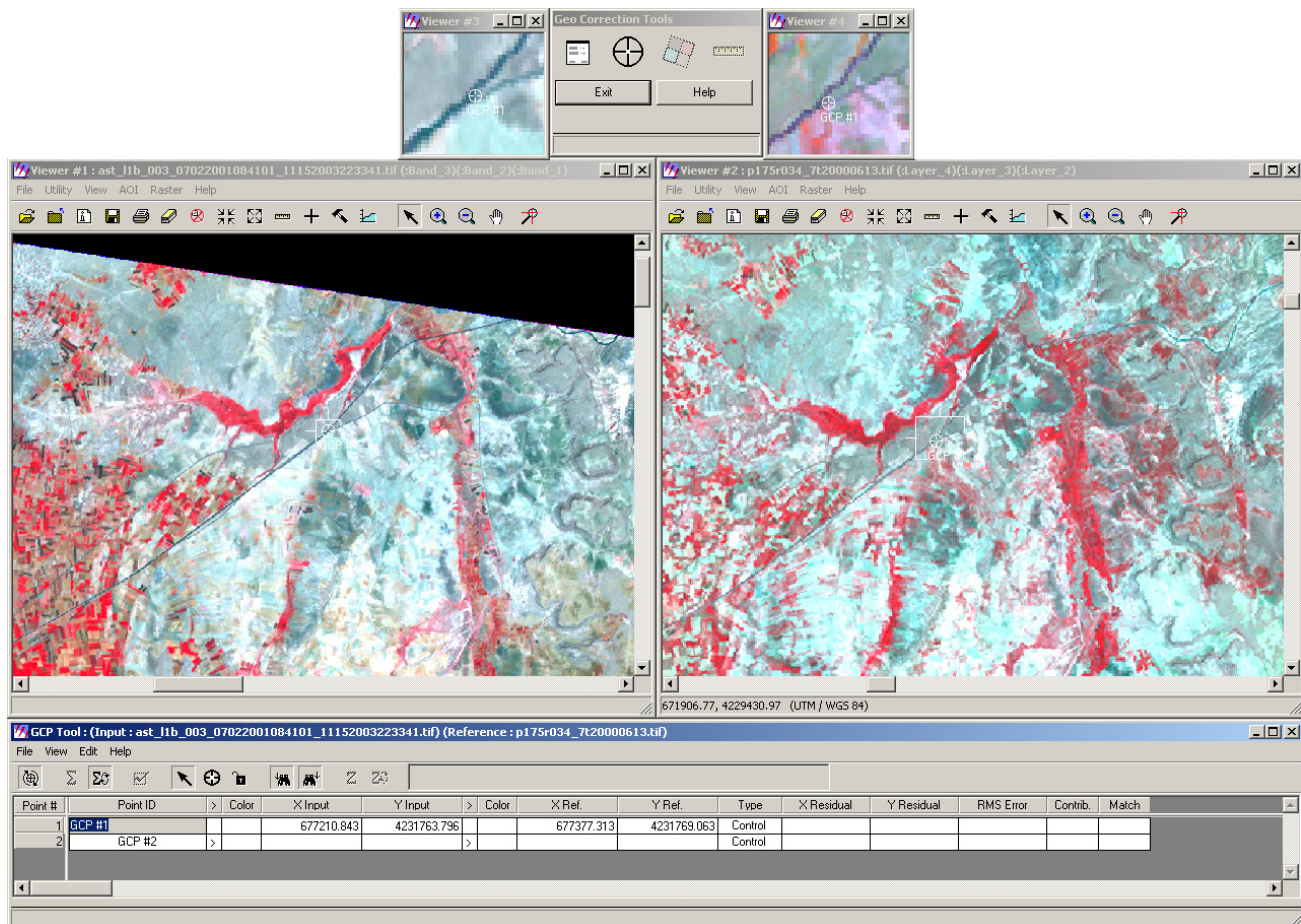 Viewer #3
Geo Correction Tools
Viewer #4
GCP #1
GCP #1
Exit
Help
Viewer #1 : ast_l1b_003_07022001084101_11152003223341.tif (:Band_3)(:Band_2)(:Band_1)
File Utility View AOI Raster Help
Viewer #2 : p175r034_7t20000613.tif (:Layer_4)(:Layer_3)(:Layer_2)
File Utility View AOI Raster Help
GCP #1
671906.77, 4229430.97 (UTM / WGS 84)
GCP Tool : (Input : ast_l1b_003_07022001084101_11152003223341.tif) (Reference : p175r034_7t20000613.tif)
File View Edit Help
Point # Point ID > Color X Input Y Input > Color X Ref. Y Ref. Type X Residual Y Residual RMS Error Contrib. Match
1 GCP #1 677210.843 4231763.796 677377.313 4231769.063 Control
2 GCP #2 > > Control